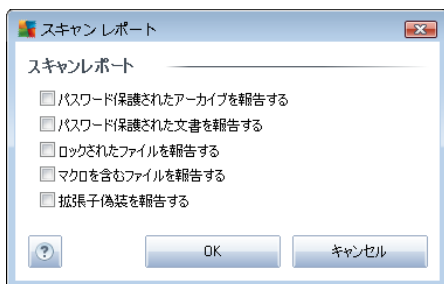 スキャン レポート
スキャンレポート
パスワード保護されたアーカイブを報告する
パスワード保護された文書を報告する
ロックされたファイルを報告する
マクロを含むファイルを報告する
拡張子偽装を報告する
?
OK
キャンセル